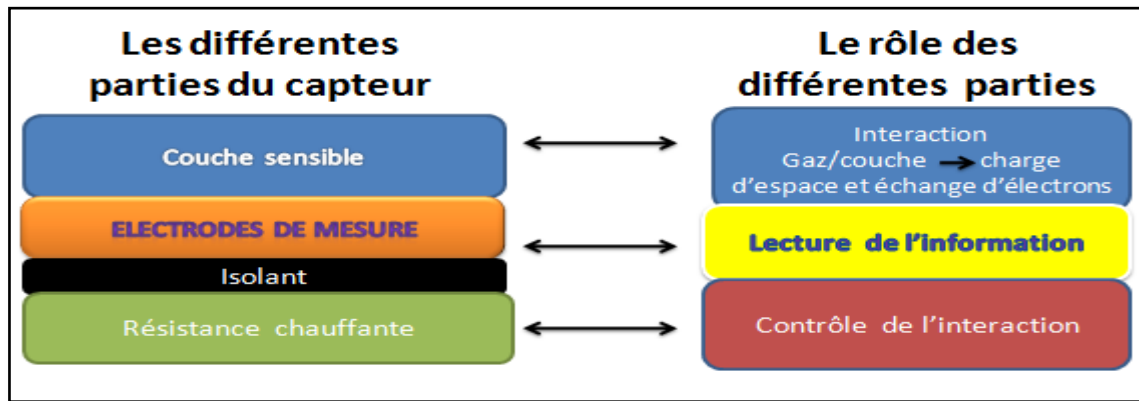 Les différentes
parties du capteur
Le rôle des
différentes parties
Couche sensible
Interaction
Gaz/couche → charge
d'espace et échange d'électrons
ELECTRODES DE MESURE
Lecture de l'information
Isolant
Résistance chauffante
Contrôle de l'interaction